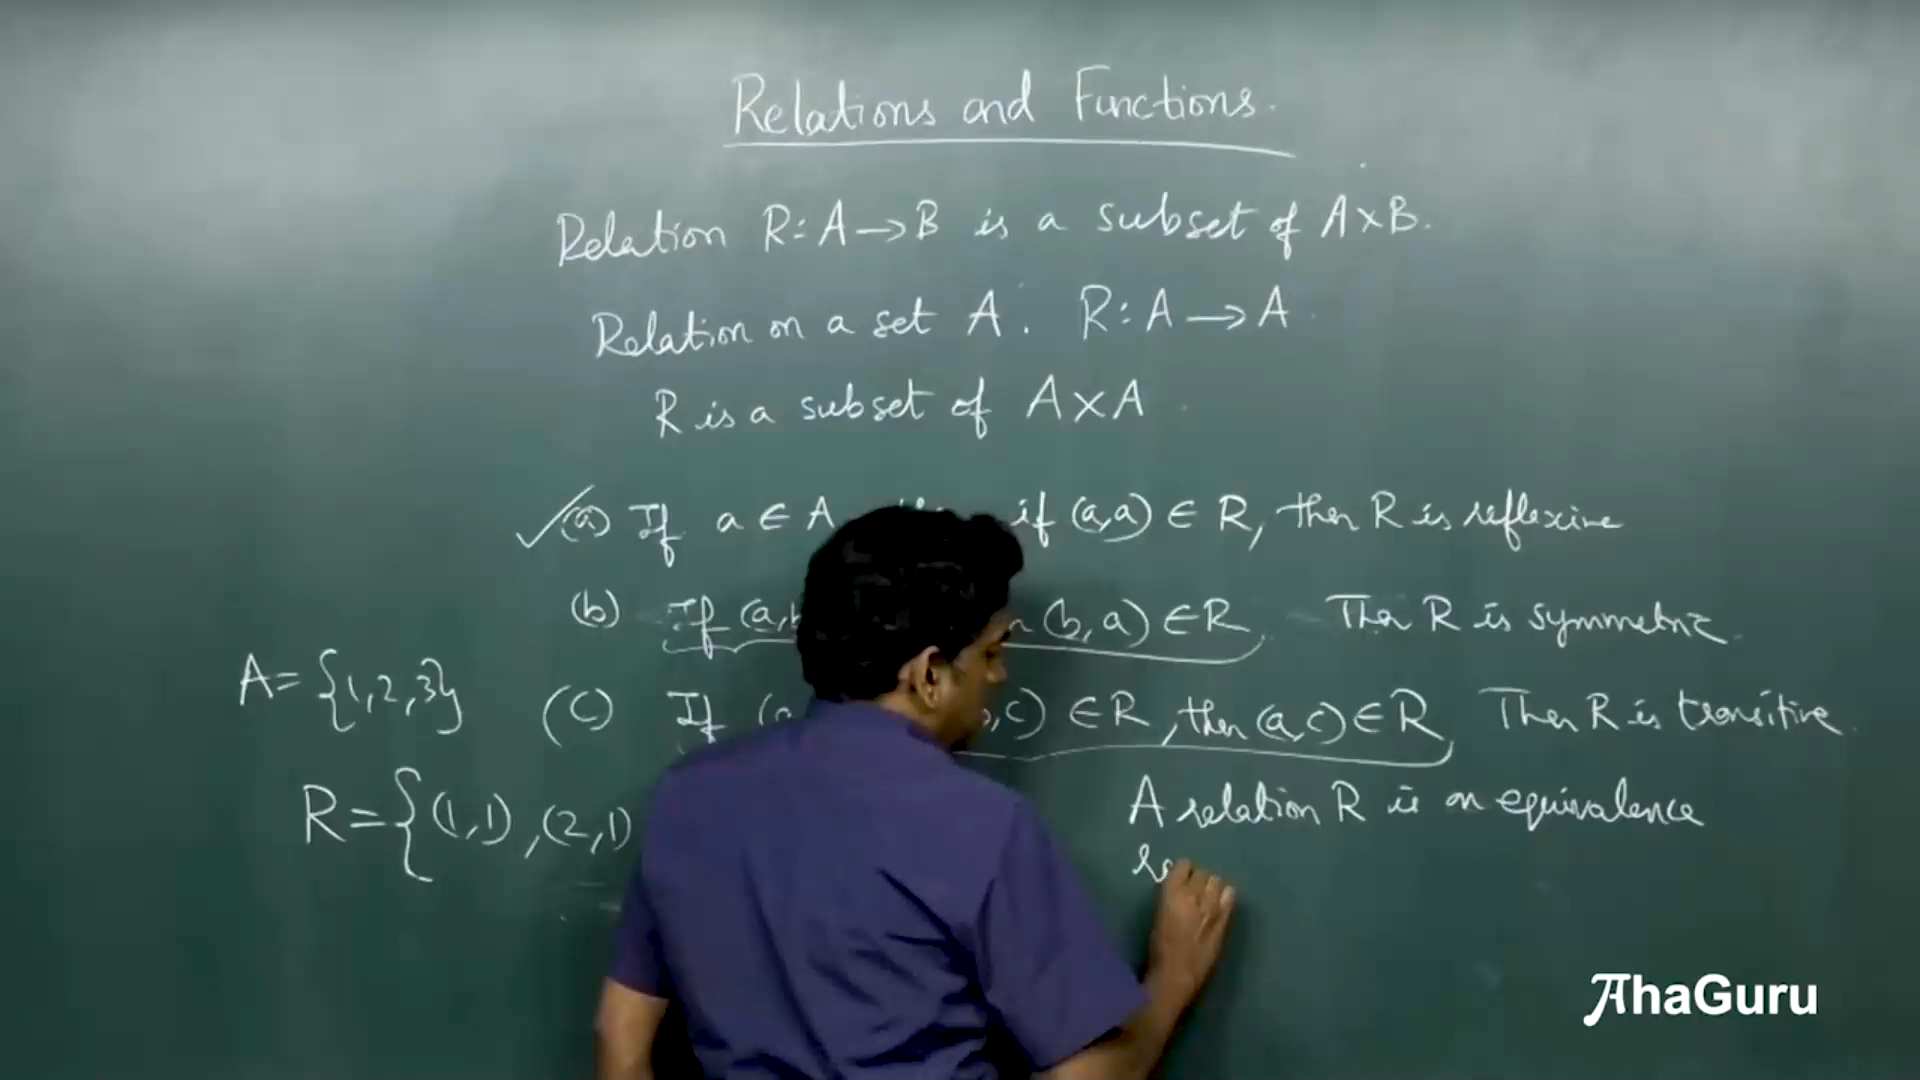 Relations and Functions.
Relation R: A → B is a subset of A×B.
Relation on a set A. R: A → A
R is a subset of A×A
(a) If a ∈ A if (a,a) ∈ R, then R is reflexive
(b) If (a, (b,a) ∈ R Then R is symmetric
A = {1,2,3}
(c) If ,c) ∈ R, then (a,c) ∈ R Then R is transitive.
R = {(1,1), (2,1)
A relation R is an equivalence
AhaGuru